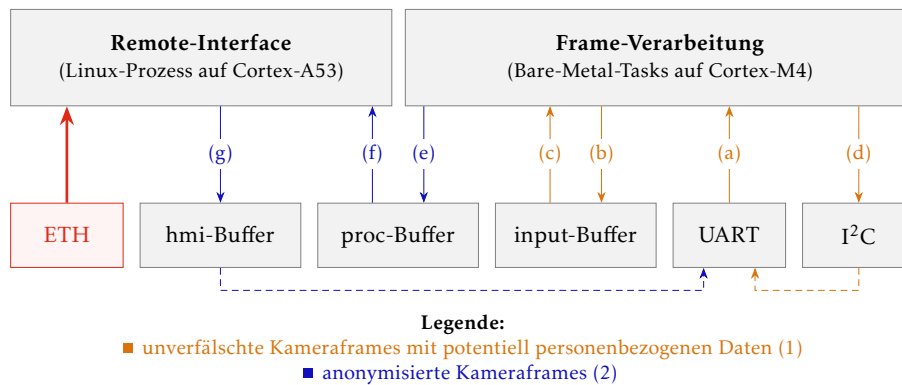 Remote-Interface
(Linux-Prozess auf Cortex-A53)
Frame-Verarbeitung
(Bare-Metal-Tasks auf Cortex-M4)
(g)
(f)
(e)
(c)
(b)
(a)
(d)
ETH
hmi-Buffer
proc-Buffer
input-Buffer
UART
I²C
Legende:
unverfälschte Kameraframes mit potentiell personenbezogenen Daten (1)
anonymisierte Kameraframes (2)